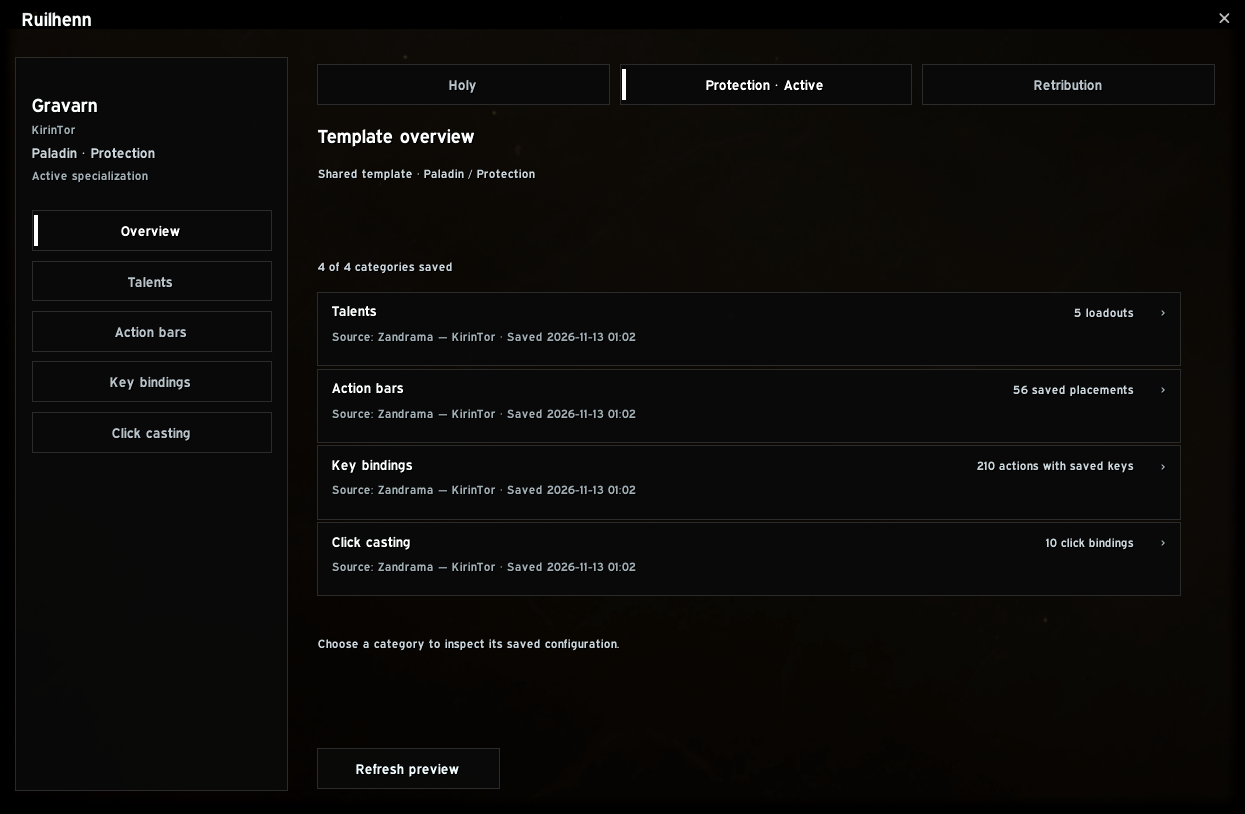 Ruilhenn
×
Gravarn
KirinTor
Paladin · Protection
Active specialization
Overview
Talents
Action bars
Key bindings
Click casting
Holy
Protection · Active
Retribution
Template overview
Shared template · Paladin / Protection
4 of 4 categories saved
Talents
5 loadouts ›
Source: Zandrama — KirinTor · Saved 2026-11-13 01:02
Action bars
56 saved placements ›
Source: Zandrama — KirinTor · Saved 2026-11-13 01:02
Key bindings
210 actions with saved keys ›
Source: Zandrama — KirinTor · Saved 2026-11-13 01:02
Click casting
10 click bindings ›
Source: Zandrama — KirinTor · Saved 2026-11-13 01:02
Choose a category to inspect its saved configuration.
Refresh preview